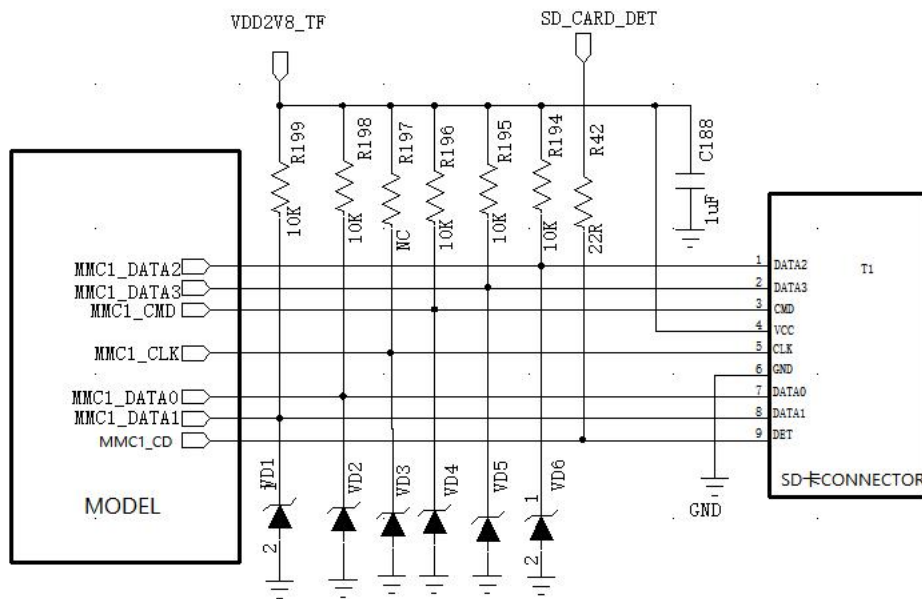 VDD2V8_TF
SD_CARD_DET
R199
R198
R197
R196
R195
R194
R42
C188
10K
10K
NC
10K
10K
10K
22R
1uF
MMC1_DATA2
MMC1_DATA3
MMC1_CMD
MMC1_CLK
MMC1_DATA0
MMC1_DATA1
MMC1_CD
MODEL
1 DATA2
2 DATA3
3 CMD
4 VCC
5 CLK
6 GND
7 DATA0
8 DATA1
9 DET
T1
SD卡CONNECTOR
GND
VD1
VD2
VD3
VD4
VD5
VD6
1
2
1
2